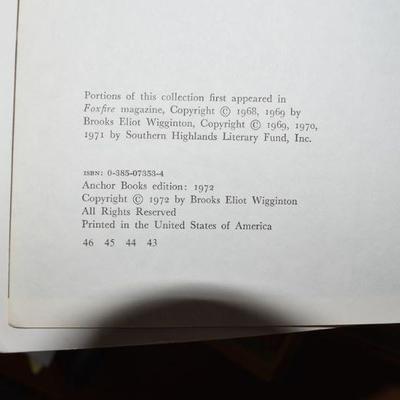 Portions of this collection first appeared in
Foxfire magazine, Copyright © 1968, 1969 by
Brooks Eliot Wigginton, Copyright © 1969, 1970,
1971 by Southern Highlands Literary Fund, Inc.
ISBN: 0-385-07353-4
Anchor Books edition: 1972
Copyright © 1972 by Brooks Eliot Wigginton
All Rights Reserved
Printed in the United States of America
46 45 44 43